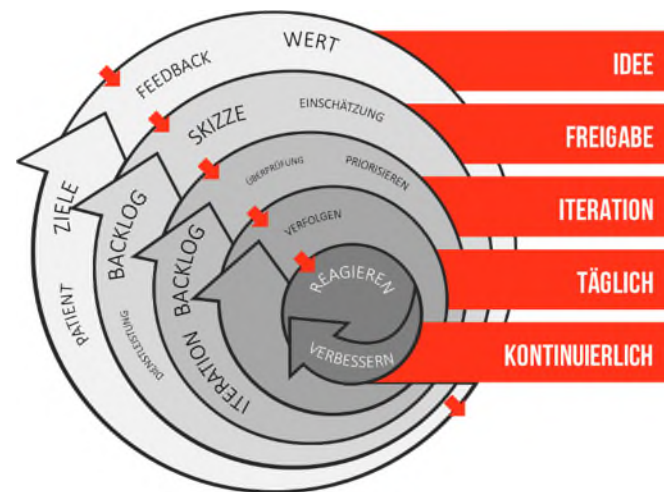 WERT
FEEDBACK
ZIELE
PATIENT
SKIZZE
EINSCHÄTZUNG
BACKLOG
DIENSTLEISTUNG
ÜBERPRÜFUNG
PRIORISIEREN
ITERATION BACKLOG
VERFOLGEN
REAGIEREN
VERBESSERN
IDEE
FREIGABE
ITERATION
TÄGLICH
KONTINUIERLICH